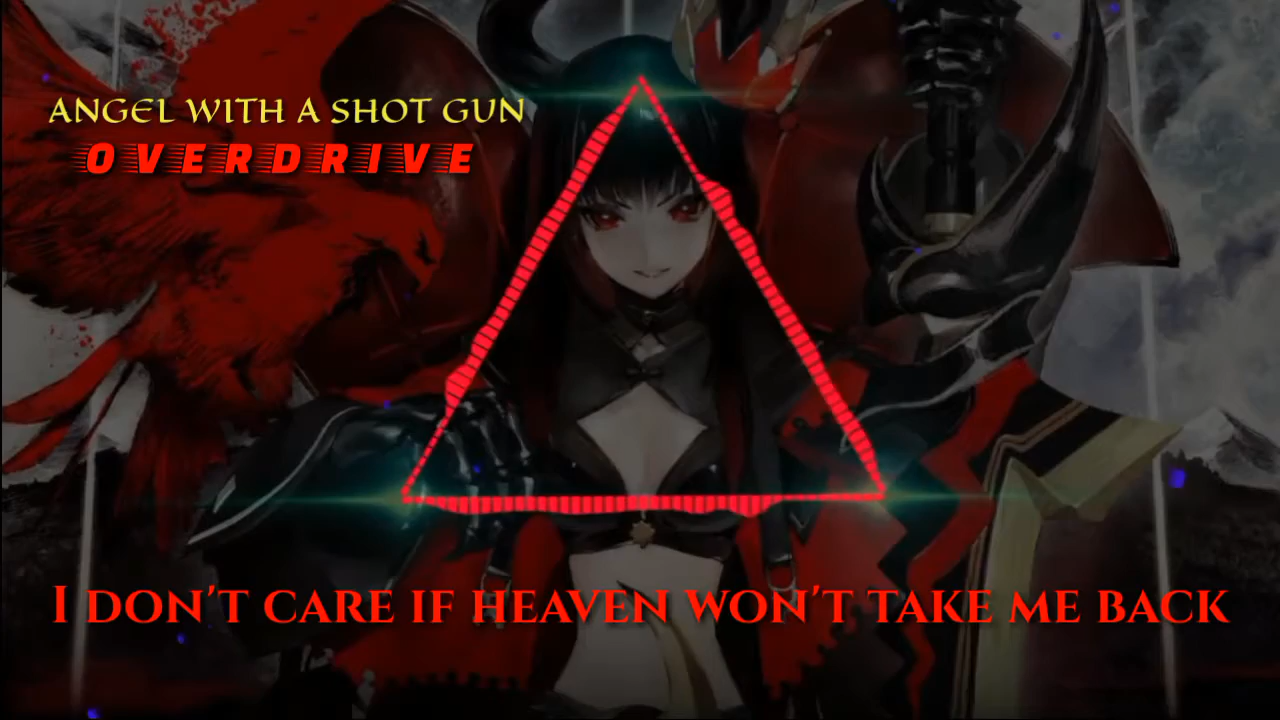 ANGEL WITH A SHOT GUN
OVERDRIVE
I DON'T CARE IF HEAVEN WON'T TAKE ME BACK